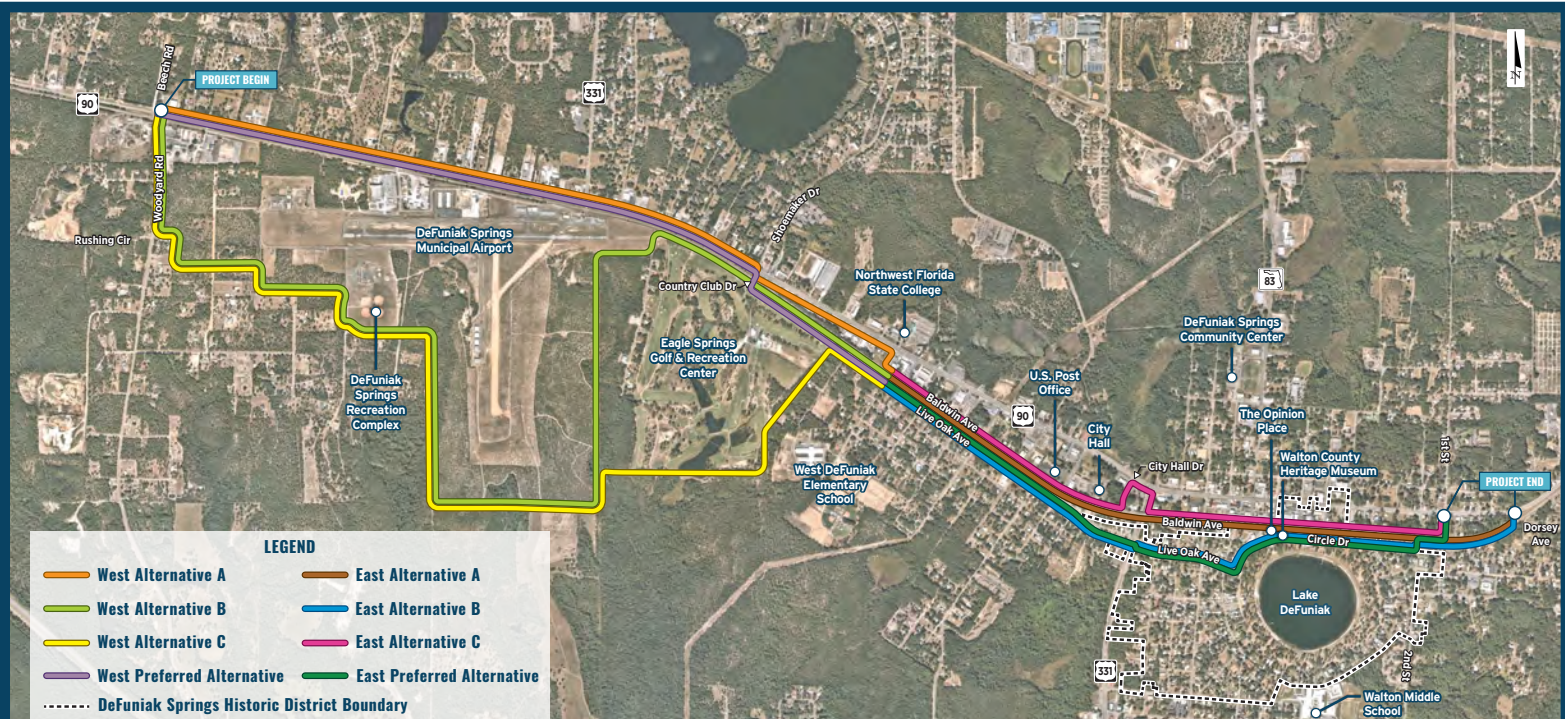 Beech Rd
PROJECT BEGIN
90
331
N
Woodyard Rd
Rushing Cir
DeFuniak Springs
Municipal Airport
Shoemaker Dr
Country Club Dr
Northwest Florida
State College
83
DeFuniak Springs
Community Center
Eagle Springs
Golf & Recreation
Center
DeFuniak
Springs
Recreation
Complex
U.S. Post
Office
90
Baldwin Ave
Live Oak Ave
City
Hall
The Opinion
Place
Walton County
Heritage Museum
1st St
City Hall Dr
West DeFuniak
Elementary
School
PROJECT END
Baldwin Ave
Circle Dr
Dorsey
Ave
Live Oak Ave
Lake
DeFuniak
331
2nd St
Walton Middle
School
LEGEND
West Alternative A
East Alternative A
West Alternative B
East Alternative B
West Alternative C
East Alternative C
West Preferred Alternative
East Preferred Alternative
DeFuniak Springs Historic District Boundary